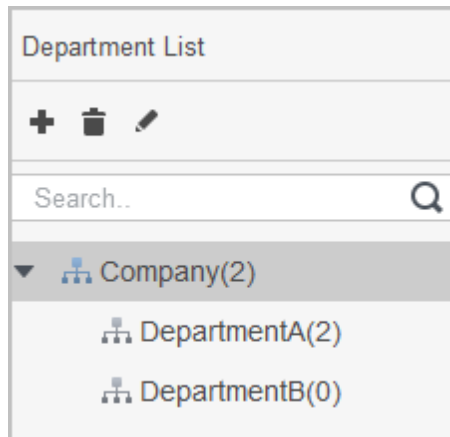 Department List
Search..
Company(2)
DepartmentA(2)
DepartmentB(0)